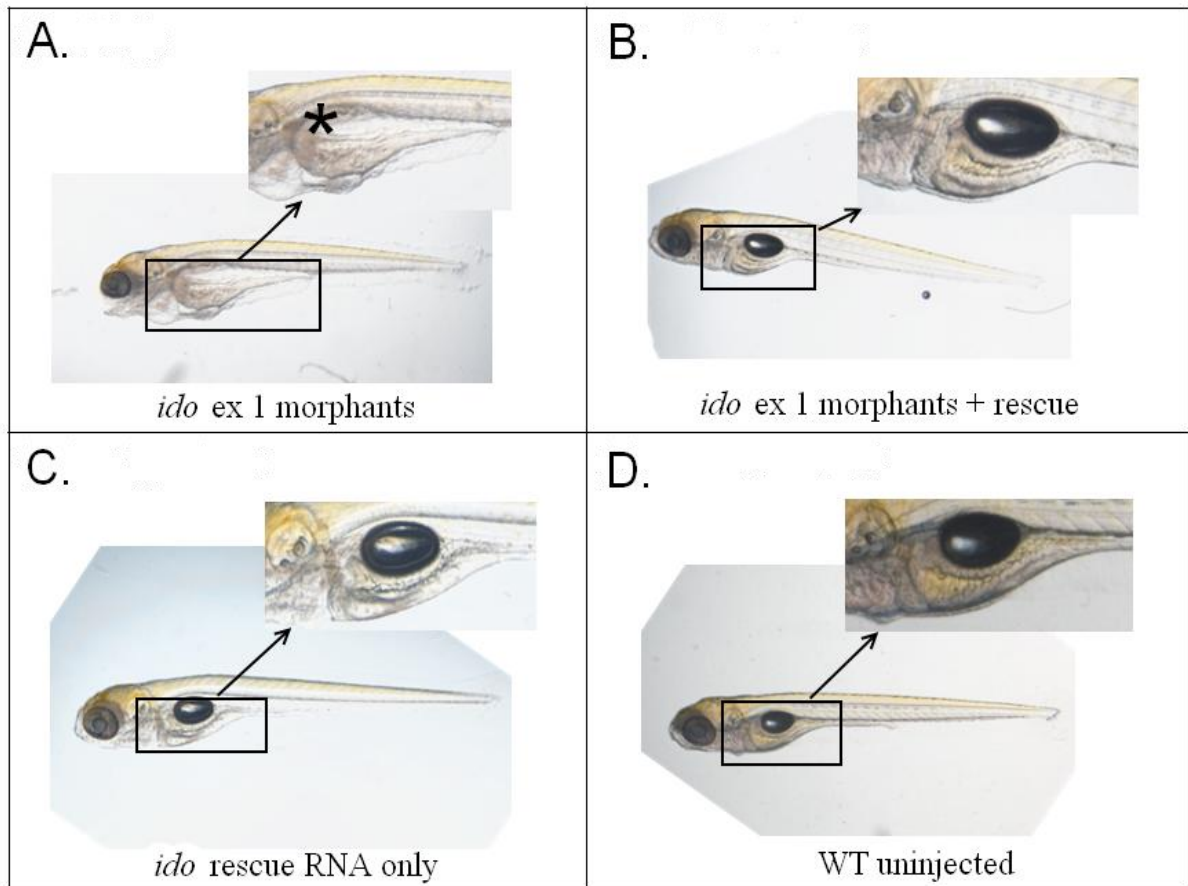 A.
*
ido ex 1 morphants
B.
ido ex 1 morphants + rescue
C.
ido rescue RNA only
D.
WT uninjected